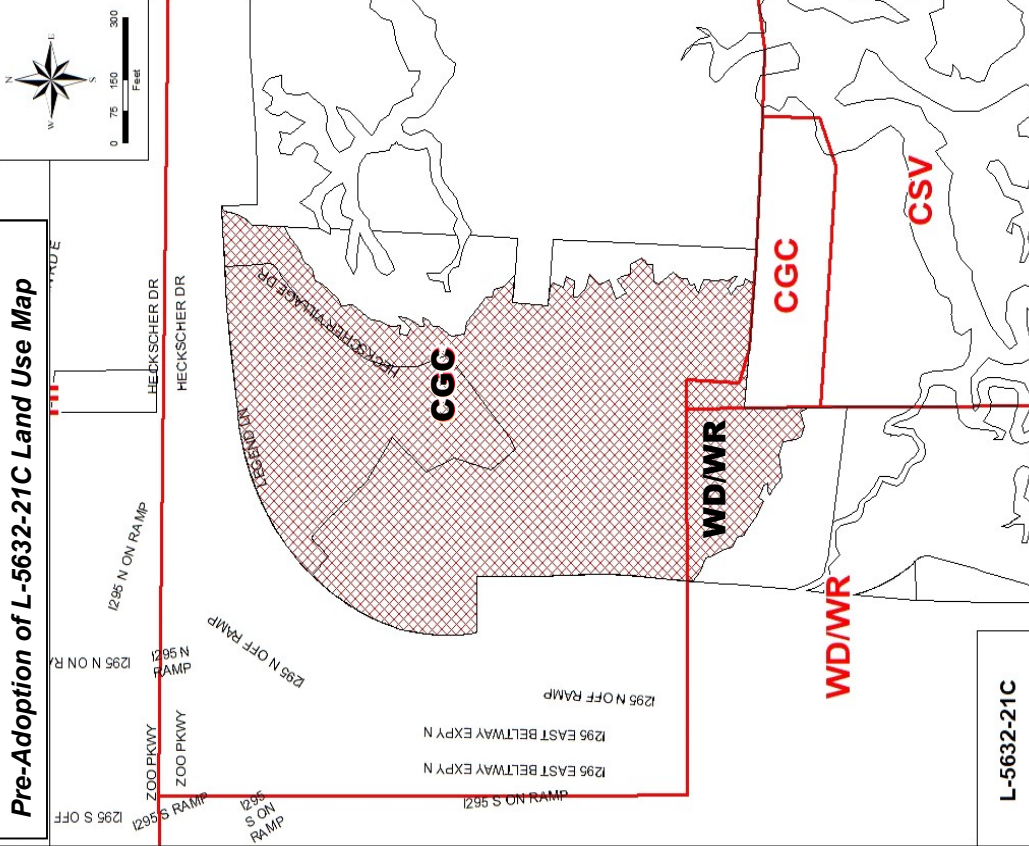 Pre-Adoption of L-5632-21C Land Use Map
N
E
S
W
0
75
150
300
Feet
HECKSCHER DR
HECKSCHER DR
LEGEND LN
HECKSCHER VILLAGE DR
CGC
WD/WR
CGC
CSV
WD/WR
I295 N ON RAMP
I295 N
RAMP
I295 N OFF RAMP
I295 N OFF RAMP
ZOO PKWY
ZOO PKWY
I295 EAST BELTWAY EXPY N
I295 EAST BELTWAY EXPY N
I295 S ON RAMP
I295 S OFF
I295 S RAMP
I295
S ON
RAMP
I295 N ON
L-5632-21C